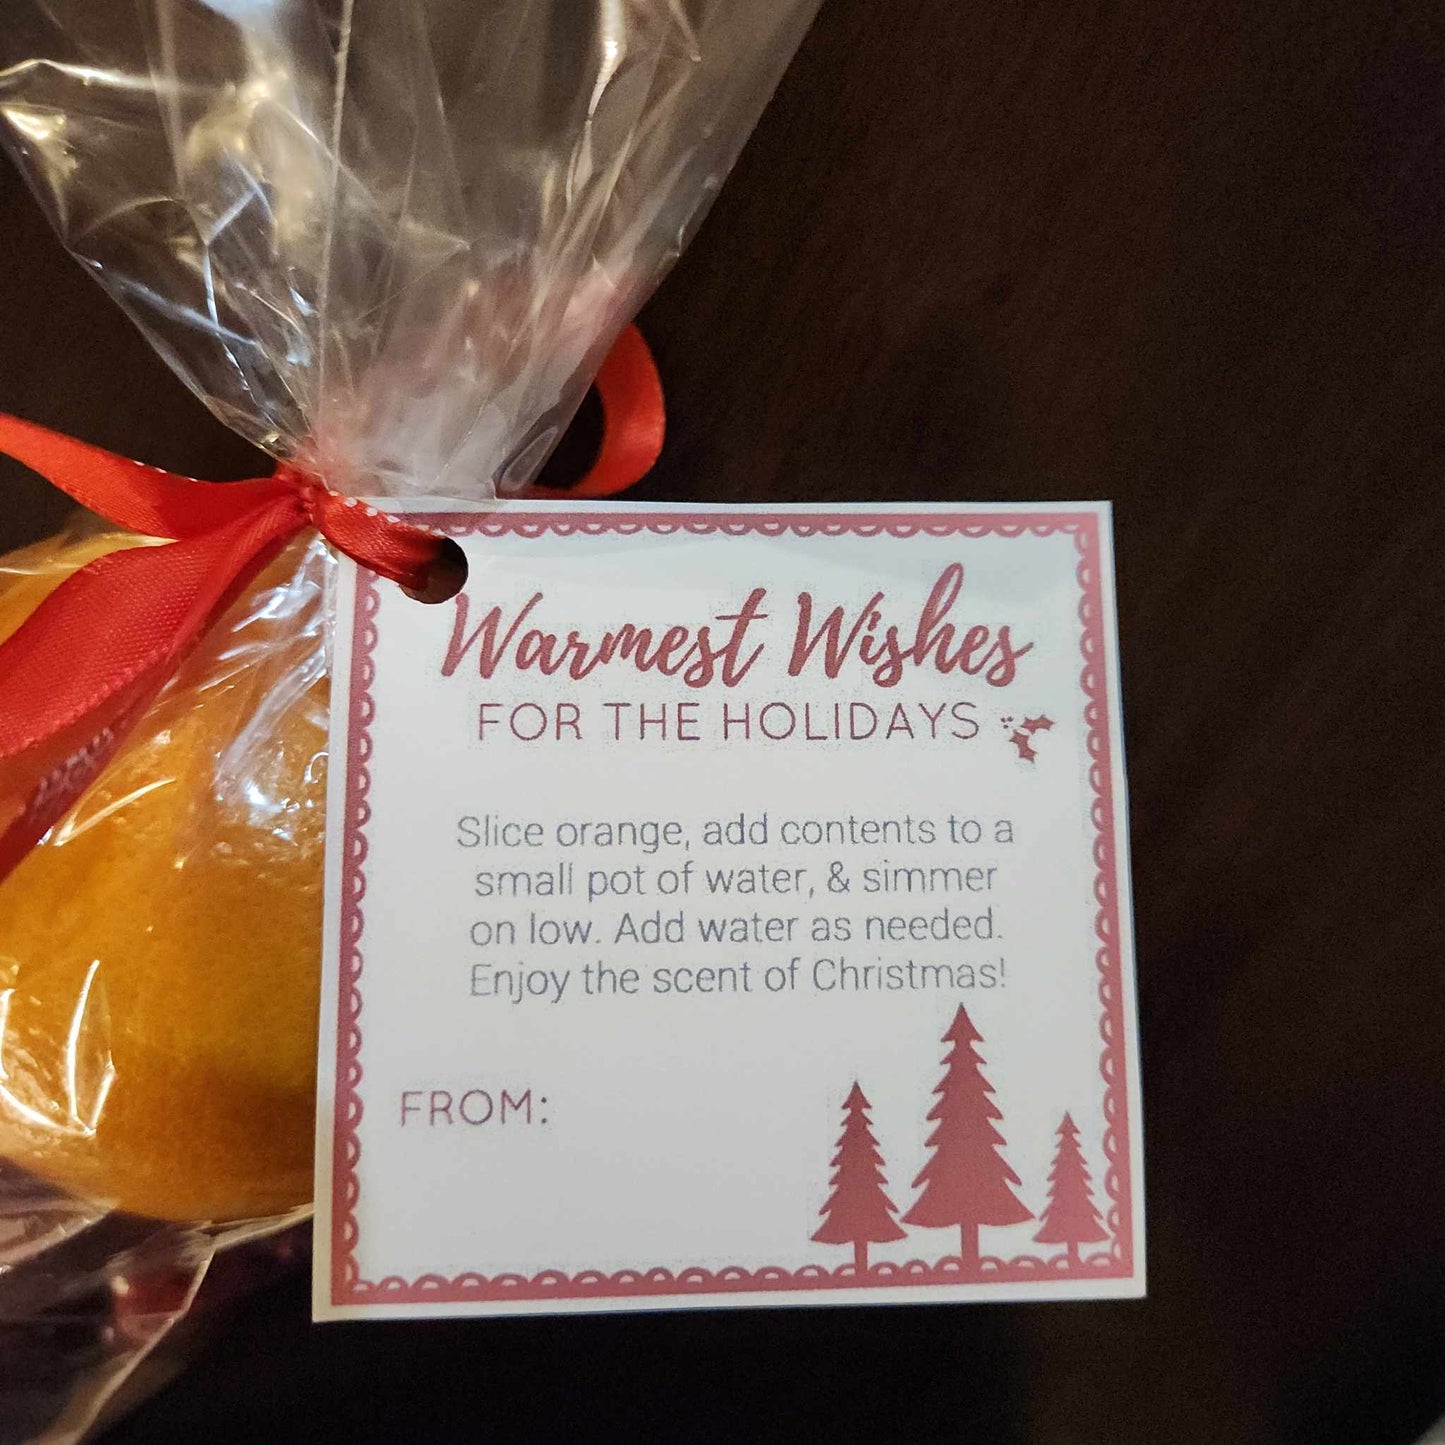 Warmest Wishes
FOR THE HOLIDAYS
Slice orange, add contents to a
small pot of water, & simmer
on low. Add water as needed.
Enjoy the scent of Christmas!
FROM: